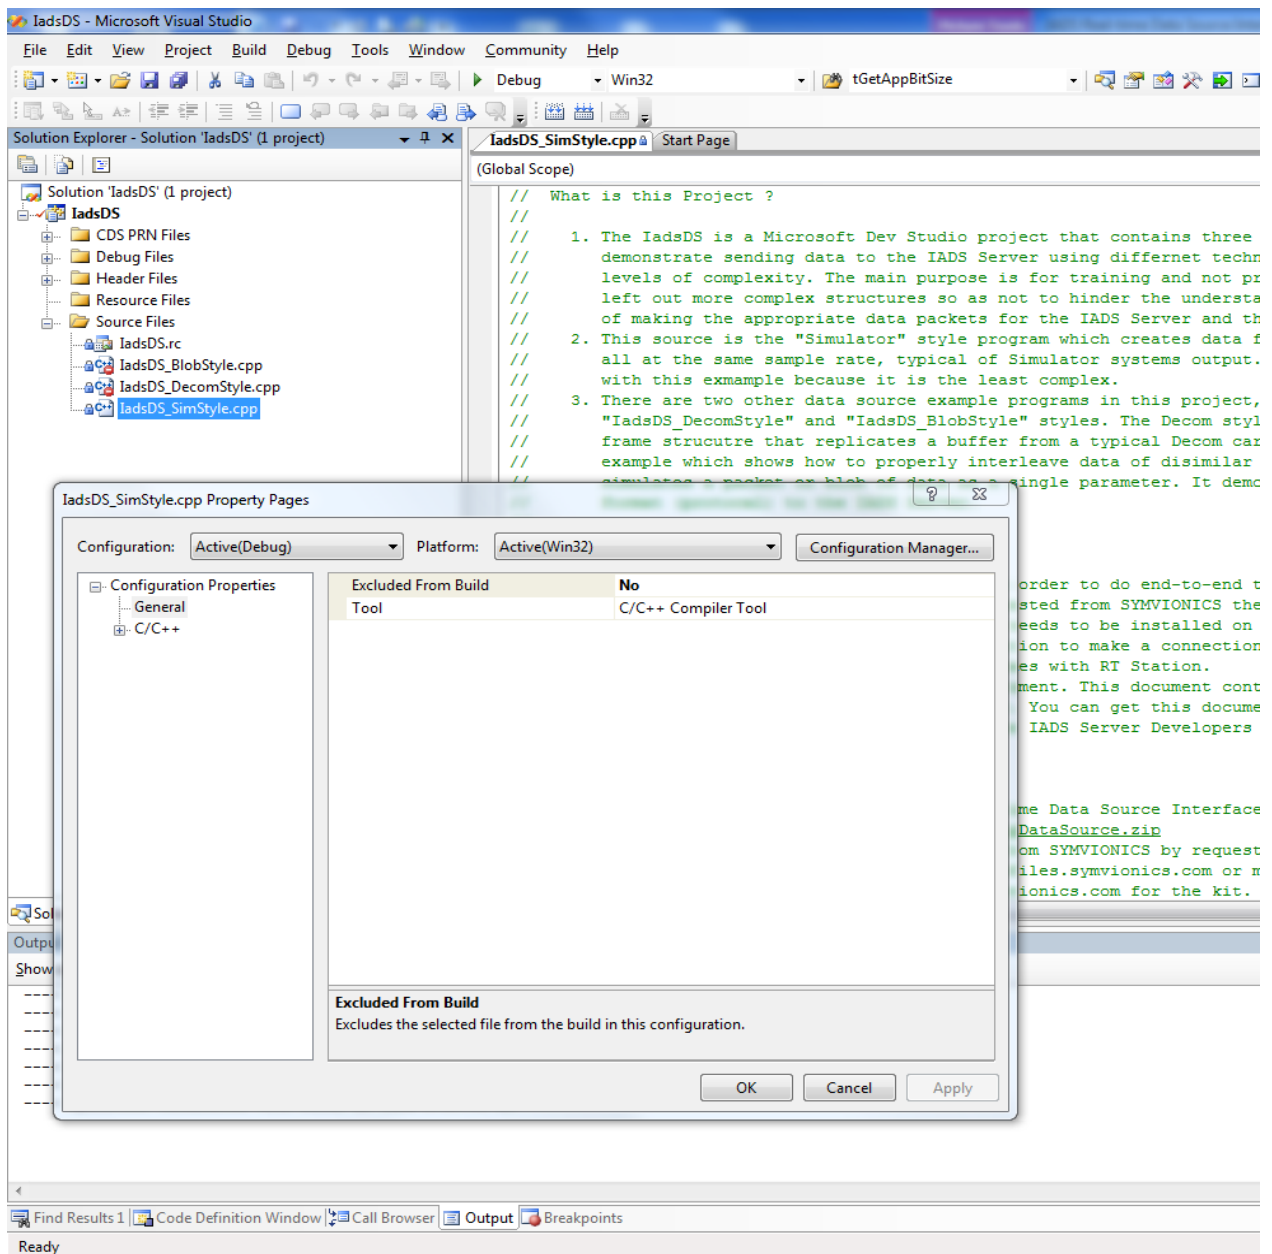 IadsDS - Microsoft Visual Studio
File Edit View Project Build Debug Tools Window Community Help
Debug Win32 tGetAppBitSize
Solution Explorer - Solution 'IadsDS' (1 project)
Solution 'IadsDS' (1 project)
IadsDS
CDS PRN Files
Debug Files
Header Files
Resource Files
Source Files
IadsDS.rc
IadsDS_BlobStyle.cpp
IadsDS_DecomStyle.cpp
IadsDS_SimStyle.cpp
IadsDS_SimStyle.cpp Start Page
(Global Scope)
// What is this Project ?
//
// 1. The IadsDS is a Microsoft Dev Studio project that contains three
// demonstrate sending data to the IADS Server using differnet techn
// levels of complexity. The main purpose is for training and not pr
// left out more complex structures so as not to hinder the understa
// of making the appropriate data packets for the IADS Server and th
// 2. This source is the "Simulator" style program which creates data f
// all at the same sample rate, typical of Simulator systems output.
// with this exmample because it is the least complex.
// 3. There are two other data source example programs in this project,
// "IadsDS_DecomStyle" and "IadsDS_BlobStyle" styles. The Decom styl
// frame strucutre that replicates a buffer from a typical Decom car
// example which shows how to properly interleave data of disimilar
// simulates a packet or blob of data as a single parameter. It demo
order to do end-to-end t
sted from SYMVIONICS the
eeds to be installed on
ion to make a connection
es with RT Station.
ment. This document cont
You can get this docume
IADS Server Developers
me Data Source Interface
DataSource.zip
om SYMVIONICS by request
iles.symvionics.com or m
ionics.com for the kit.
IadsDS_SimStyle.cpp Property Pages
Configuration: Active(Debug) Platform: Active(Win32) Configuration Manager...
Configuration Properties
General
C/C++
Excluded From Build No
Tool C/C++ Compiler Tool
Excluded From Build
Excludes the selected file from the build in this configuration.
OK Cancel Apply
Sol
Outpu
Show
----
----
----
----
----
----
----
Find Results 1 Code Definition Window Call Browser Output Breakpoints
Ready